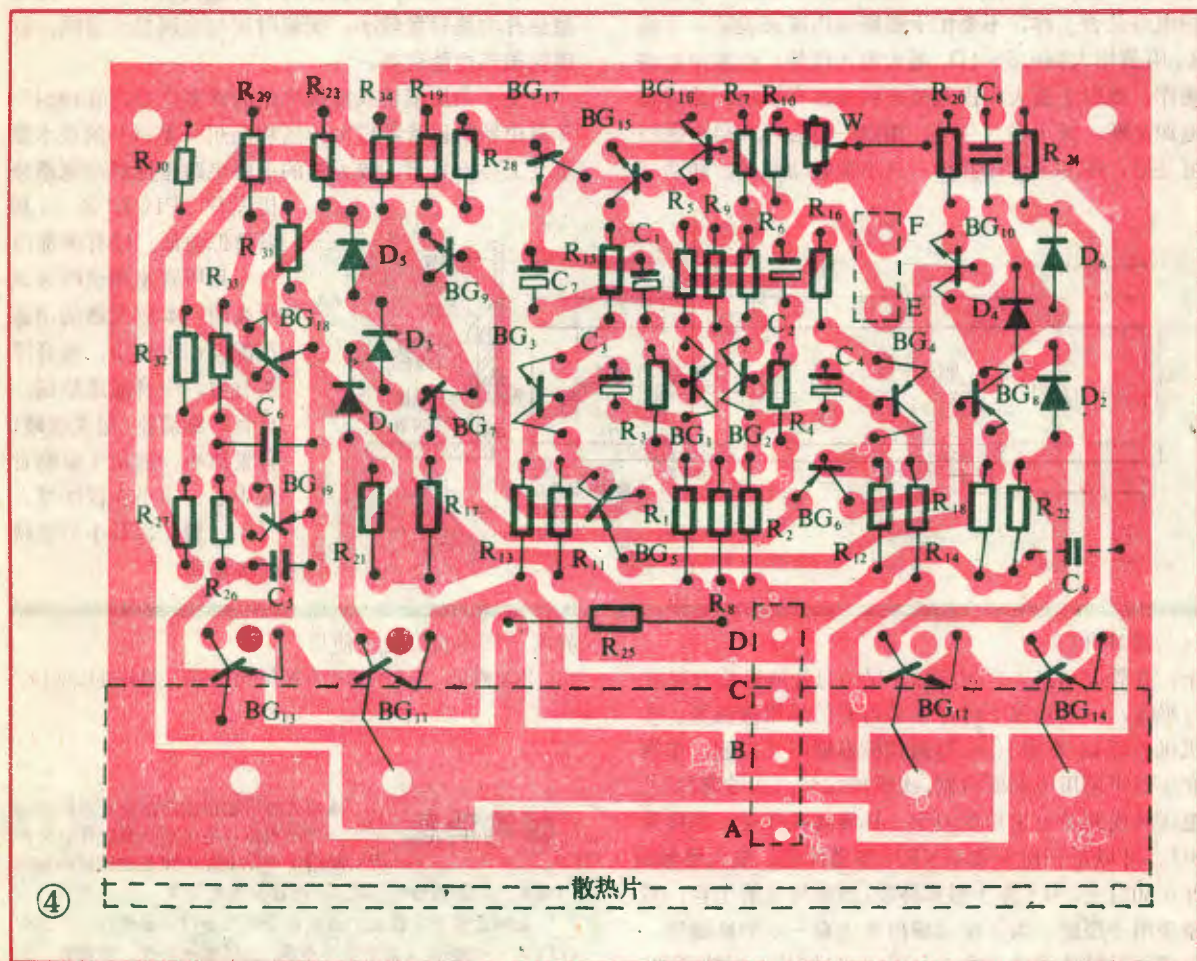 R₂₉ R₂₃ R₃₄ R₁₉ BG₁₇ BG₁₆ R₇ R₁₀ W R₂₀ C₈
BG₁₅
R₃₀ R₂₈ R₂₄
R₅ R₉ R₆ R₁₆ F BG₁₀
R₃₁ D₅ BG₉ C₇ R₁₅ C₁ D₆
R₃₃ E D₄
BG₁₈ D₃ BG₃ C₃ C₂ C₄ BG₄
R₃₂ D₁ BG₇ BG₈ D₂
C₆ R₃ BG₁ BG₂ R₄
BG₁₉
R₂₇ R₁₇ R₁ R₂ BG₆ R₁₈ R₂₂
R₂₆ C₅ R₂₁ R₁₃ R₁₁ BG₅ R₁₂ R₁₄ C₉
R₈
R₂₅ D
C
BG₁₃ BG₁₁ BG₁₂ BG₁₄
B
A
散热片
④